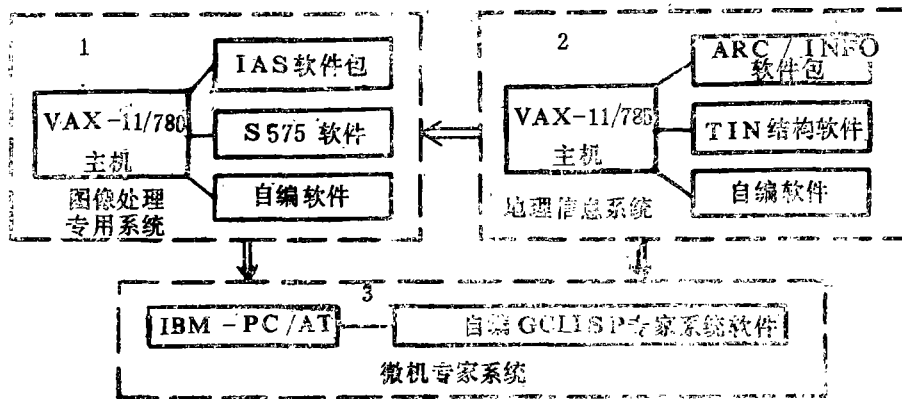 1
IAS软件包
VAX-11/780
主机
S575 软件
自编软件
图像处理
专用系统
2
ARC / INFO
软件包
VAX-11/785
主机
TIN结构软件
自编软件
地理信息系统
3
IBM-PC/AT
自编GCLISP专家系统软件
微机专家系统